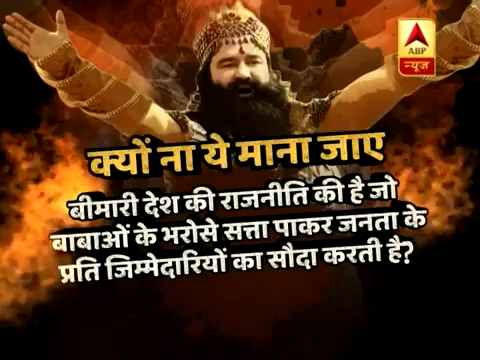 ABP
न्यूज़
क्यों ना ये माना जाए
बीमारी देश की राजनीति की है जो
बाबाओं के भरोसे सत्ता पाकर जनता के
प्रति जिम्मेदारियों का सौदा करती है?